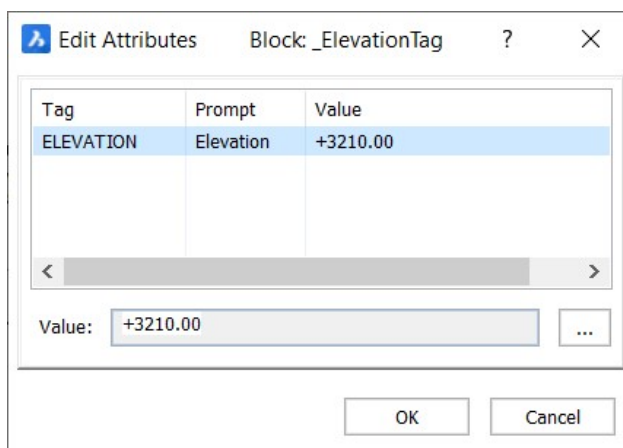 Edit Attributes Block: _ElevationTag ?
Tag Prompt Value
ELEVATION Elevation +3210.00
Value: +3210.00 ...
OK Cancel